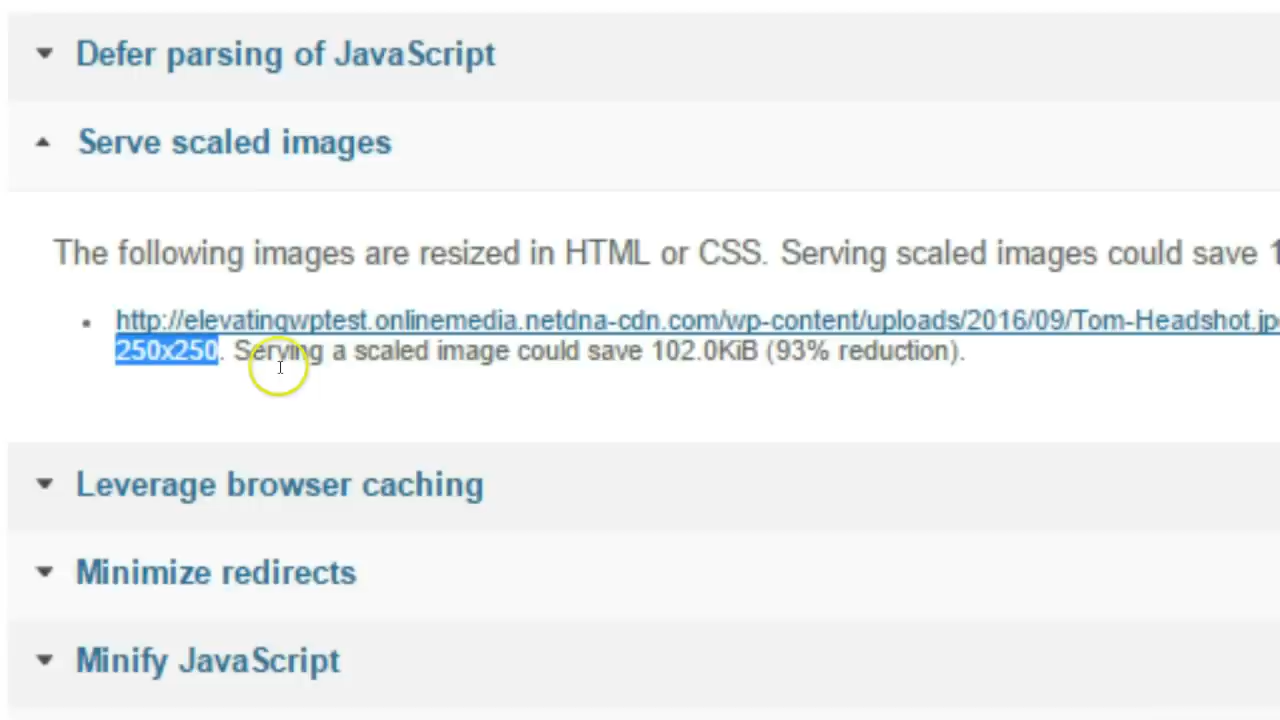 Defer parsing of JavaScript
Serve scaled images
The following images are resized in HTML or CSS. Serving scaled images could save 1
http://elevatingwptest.onlinemedia.netdna-cdn.com/wp-content/uploads/2016/09/Tom-Headshot.jp
250x250. Serving a scaled image could save 102.0KiB (93% reduction).
Leverage browser caching
Minimize redirects
Minify JavaScript